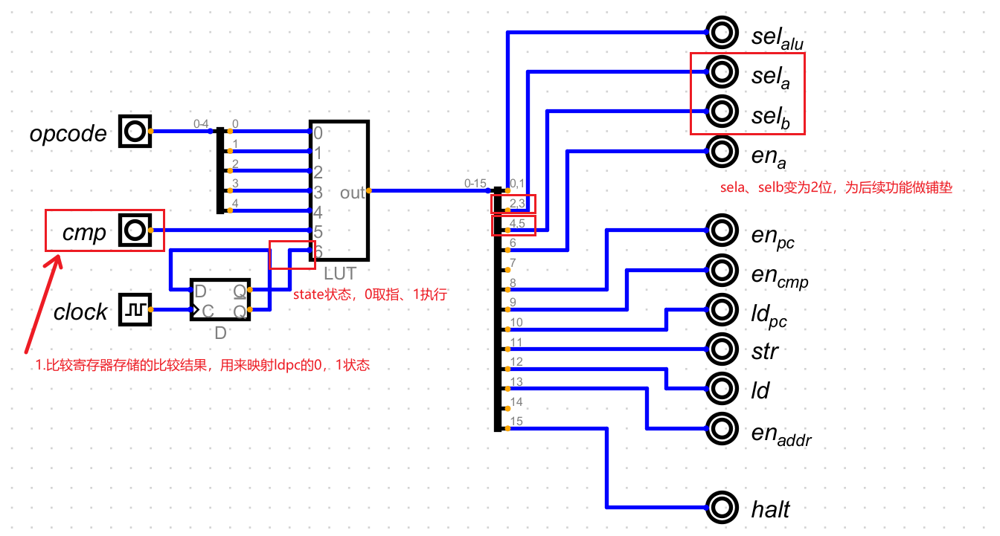 sel_alu
sel_a
sel_b
en_a
opcode
0-4
0
1
2
3
4
0
1
2
3
4
5
6
out
LUT
0-15
0,1
2,3
4,5
6
7
8
9
10
11
12
13
14
15
sela、selb变为2位，为后续功能做铺垫
cmp
en_pc
en_cmp
state状态，0取指、1执行
clock
D
C
Q
Q
D
ld_pc
str
1.比较寄存器存储的比较结果，用来映射ldpc的0，1状态
ld
en_addr
halt